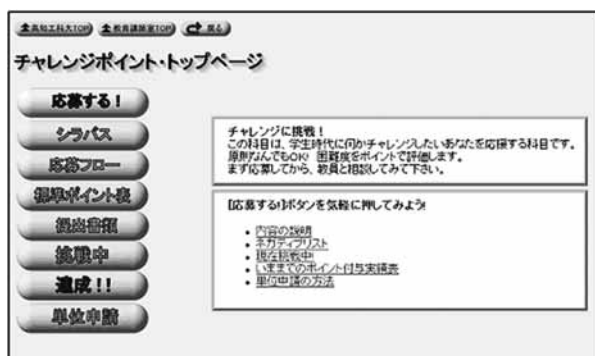 高知工科大TOP 教育講師室TOP 戻る
チャレンジポイント・トップページ
応募する！
シラバス
応募フロー
標準ポイント表
提出書類
挑戦中
達成！！
単位申請
チャレンジに挑戦！
この科目は、学生時代に何かチャレンジしたいあなたを応援する科目です。
原則なんでもOK! 困難度をポイントで評価します。
まず応募してから、教員と相談してみて下さい。
[応募する!]ボタンを気軽に押してみよう!
内容の説明
ネガティブリスト
現在挑戦中
いままでのポイント付与実績表
単位申請の方法